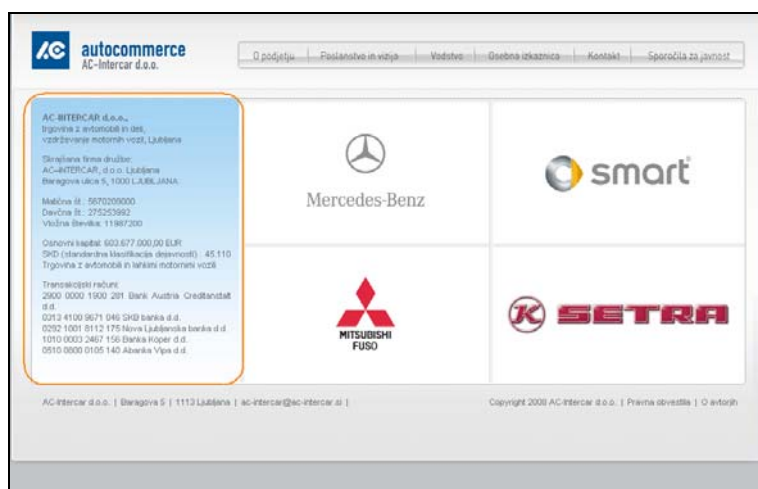 autocommerce
AC-Intercar d.o.o.
O podjetju | Poslanstvo in vizija | Vodstvo | Osebna izkaznica | Kontakt | Sporočila za javnost
AC-INTERCAR d.o.o.,
trgovina z avtomobili in deli,
vzdrževanje motornih vozil, Ljubljana
Skrajšana firma družbe:
AC-INTERCAR, d.o.o. Ljubljana
Baragova ulica 5, 1000 LJUBLJANA
Matična št.: 5670209000
Davčna št.: 275253992
Vložna številka: 11987200
Osnovni kapital: 603.677.000,00 EUR
SKD (standardna klasifikacija dejavnosti) : 45.110
Trgovina z avtomobili in lahkimi motornimi vozili
Transakcijski računi:
2900 0000 1900 201 Bank Austria Creditanstalt
d.d.
0313 4100 9671 046 SKB banka d.d.
0292 1001 8112 175 Nova Ljubljanska banka d.d.
1010 0003 2467 156 Banka Koper d.d.
0510 0800 0105 140 Abanka Vipa d.d.
Mercedes-Benz
smart
MITSUBISHI
FUSO
K SETRA
AC-Intercar d.o.o. | Baragova 5 | 1113 Ljubljana | ac-intercar@ac-intercar.si |
Copyright 2008 AC-Intercar d.o.o. | Pravna obvestila | O avtorjih